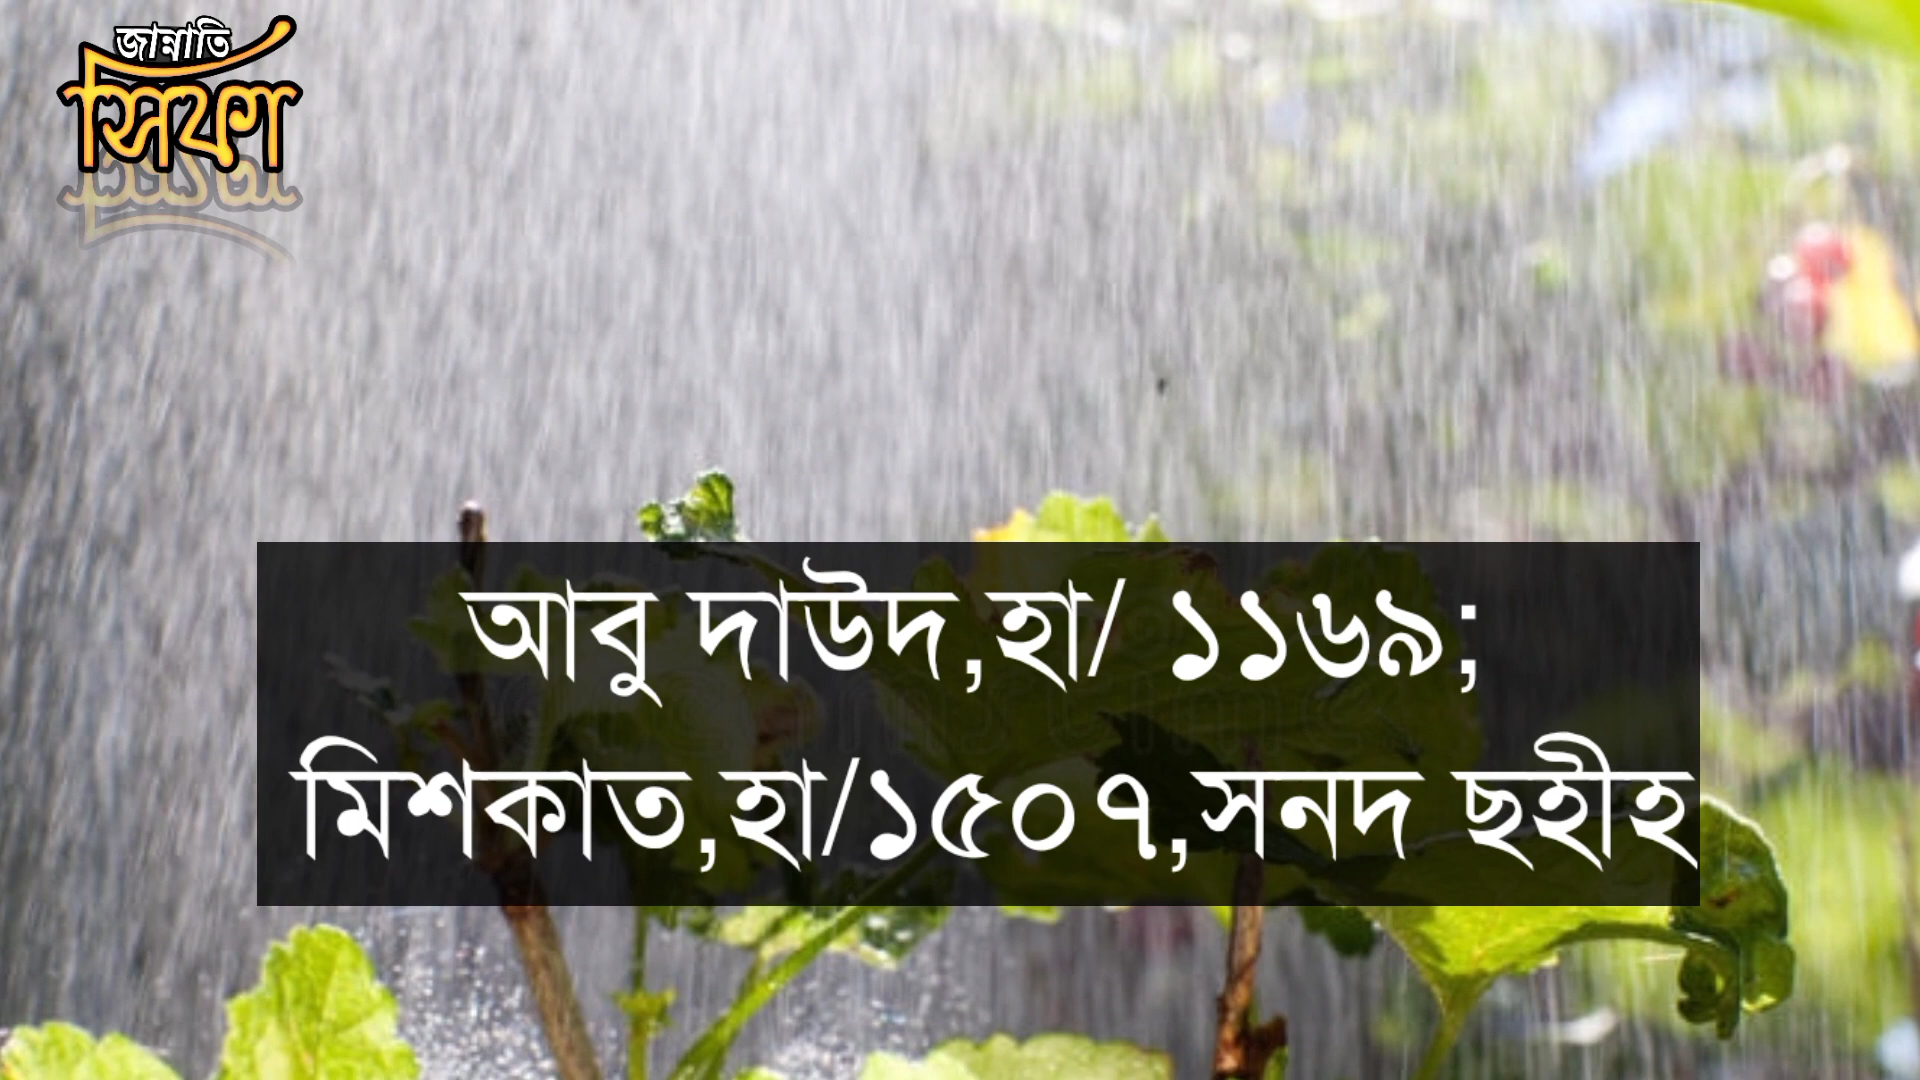 জান্নাতি
সিফা
আবু দাউদ,হা/ ১১৬৯;
মিশকাত,হা/১৫০৭,সনদ ছহীহ